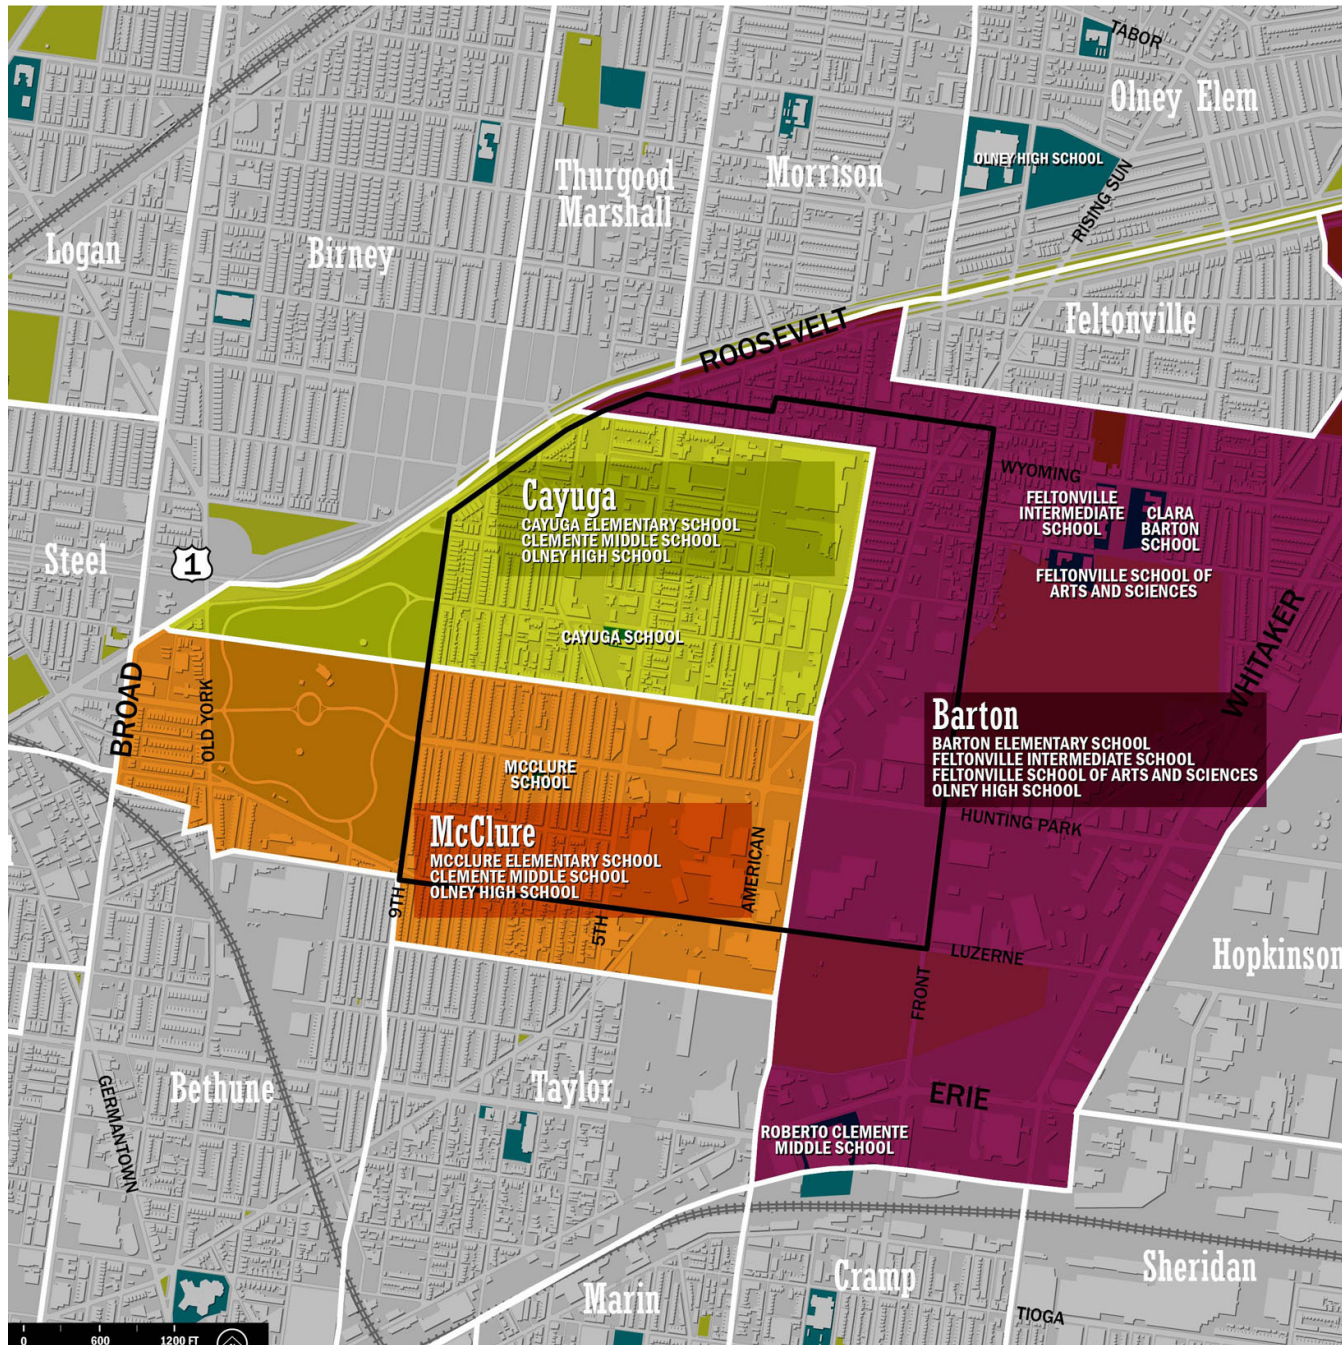 TABOR
Olney Elem
OLNEY HIGH SCHOOL
Thurgood
Marshall
Morrison
RISING SUN
Logan
Birney
Feltonville
ROOSEVELT
WYOMING
Cayuga
CAYUGA ELEMENTARY SCHOOL
CLEMENTE MIDDLE SCHOOL
OLNEY HIGH SCHOOL
FELTONVILLE
INTERMEDIATE
SCHOOL
CLARA
BARTON
SCHOOL
Steel
1
FELTONVILLE SCHOOL OF
ARTS AND SCIENCES
CAYUGA SCHOOL
WHITAKER
BROAD
OLD YORK
Barton
BARTON ELEMENTARY SCHOOL
FELTONVILLE INTERMEDIATE SCHOOL
FELTONVILLE SCHOOL OF ARTS AND SCIENCES
OLNEY HIGH SCHOOL
MCCLURE
SCHOOL
HUNTING PARK
McClure
MCCLURE ELEMENTARY SCHOOL
CLEMENTE MIDDLE SCHOOL
OLNEY HIGH SCHOOL
AMERICAN
9TH
5TH
LUZERNE
Hopkinson
FRONT
Bethune
Taylor
ERIE
GERMANTOWN
ROBERTO CLEMENTE
MIDDLE SCHOOL
Marin
Cramp
Sheridan
TIOGA
0 600 1200 FT